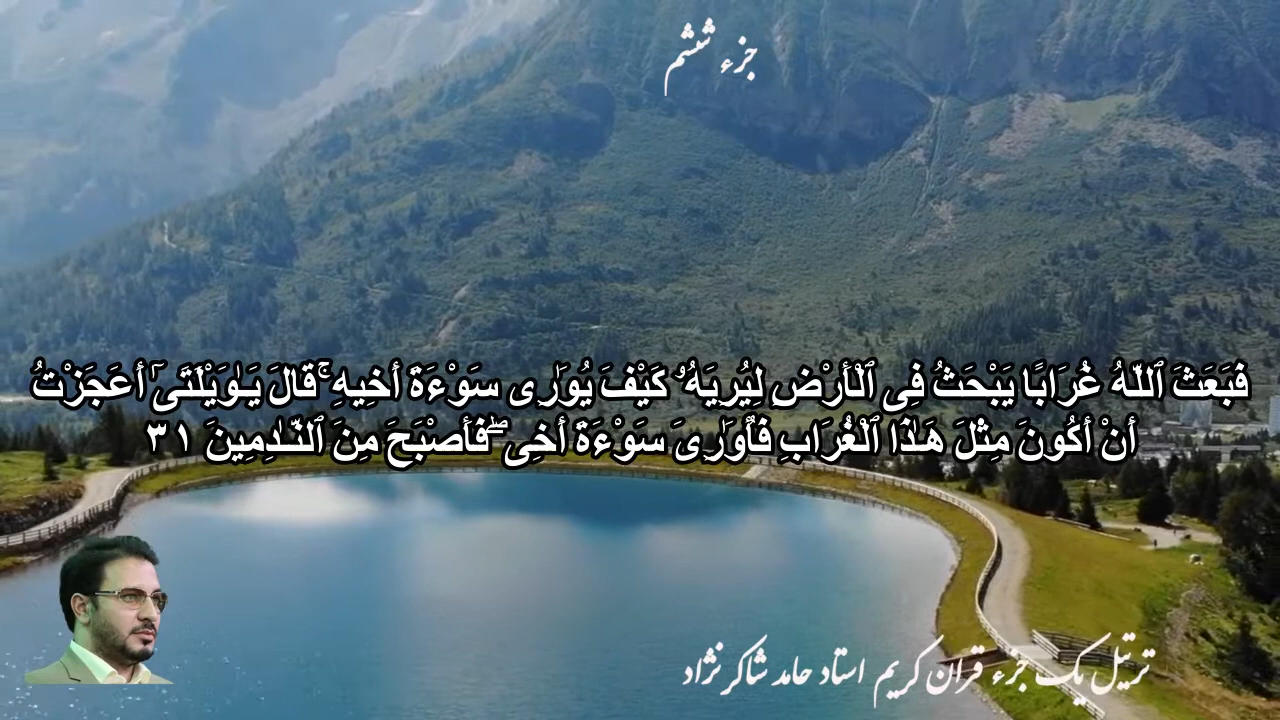 جزء ششم
فَبَعَثَ ٱللَّهُ غُرَابًا يَبْحَثُ فِى ٱلْأَرْضِ لِيُرِيَهُۥ كَيْفَ يُوَٰرِى سَوْءَةَ أَخِيهِ ۚ قَالَ يَـٰوَيْلَتَىٰٓ أَعَجَزْتُ
أَنْ أَكُونَ مِثْلَ هَـٰذَا ٱلْغُرَابِ فَأُوَٰرِىَ سَوْءَةَ أَخِى ۖ فَأَصْبَحَ مِنَ ٱلنَّـٰدِمِينَ ٣١
ترتیل یک جزء قران کریم استاد حامد شاکرنژاد